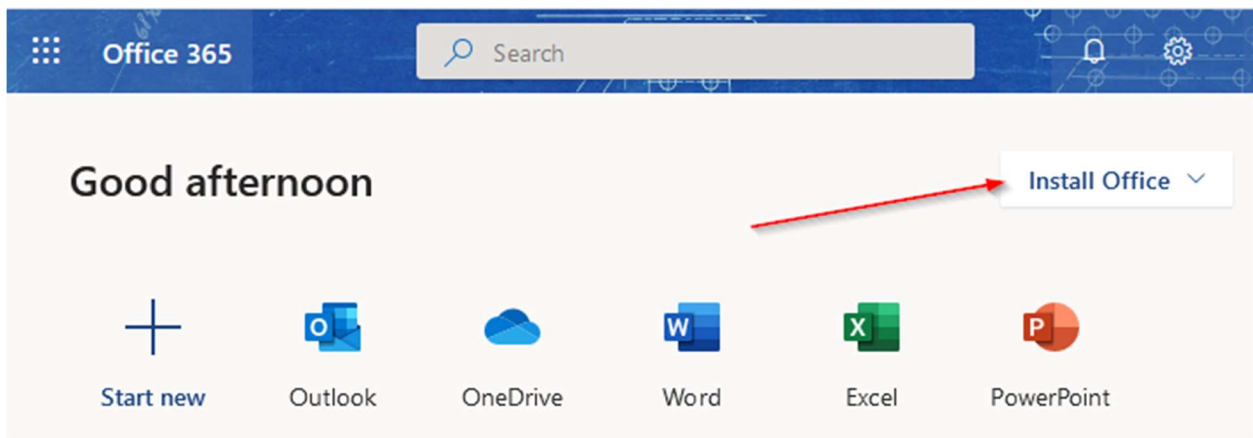 Office 365
Search
Good afternoon
Install Office
Start new
Outlook
OneDrive
Word
Excel
PowerPoint